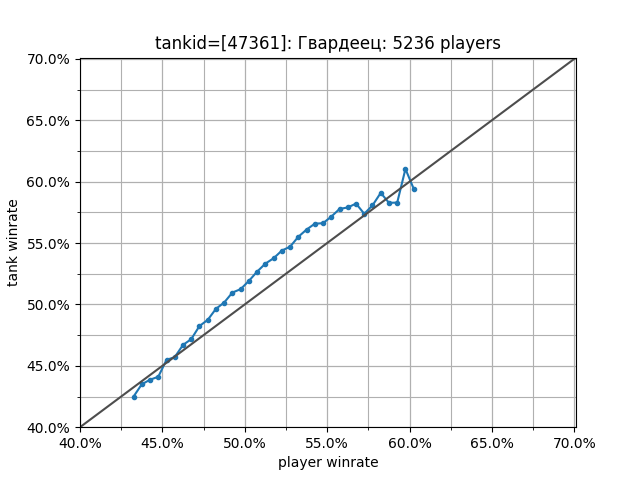 tankid=[47361]: Гвардеец: 5236 players
70.0%
65.0%
60.0%
55.0%
50.0%
45.0%
40.0%
tank winrate
40.0% 45.0% 50.0% 55.0% 60.0% 65.0% 70.0%
player winrate